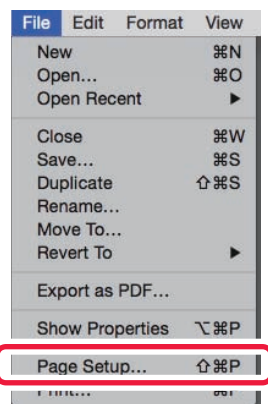 File Edit Format View
New ⌘N
Open... ⌘O
Open Recent ▶
Close ⌘W
Save... ⌘S
Duplicate ⇧⌘S
Rename...
Move To...
Revert To ▶
Export as PDF...
Show Properties ⌥⌘P
Page Setup... ⇧⌘P
Print... ⌘P